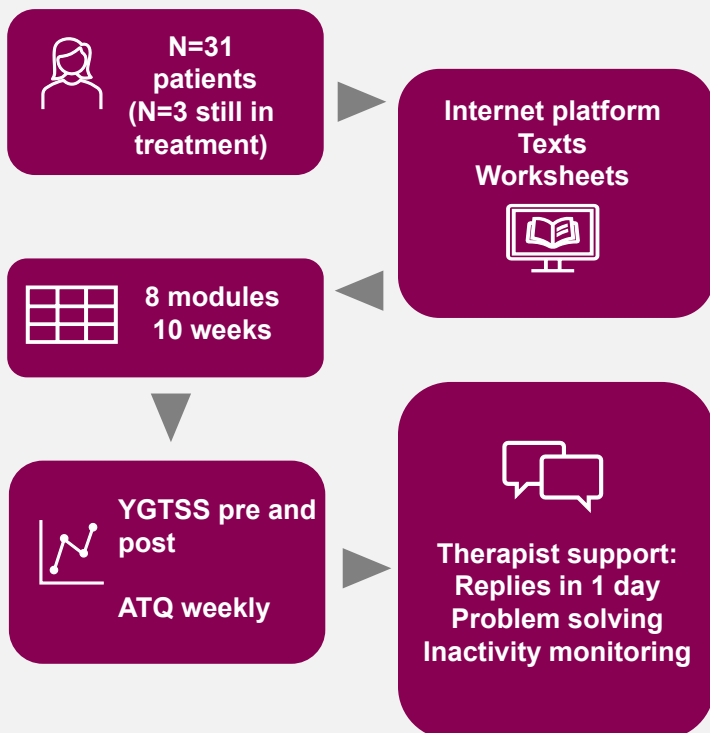 N=31
patients
(N=3 still in
treatment)
Internet platform
Texts
Worksheets
8 modules
10 weeks
YGTSS pre and
post
ATQ weekly
Therapist support:
Replies in 1 day
Problem solving
Inactivity monitoring